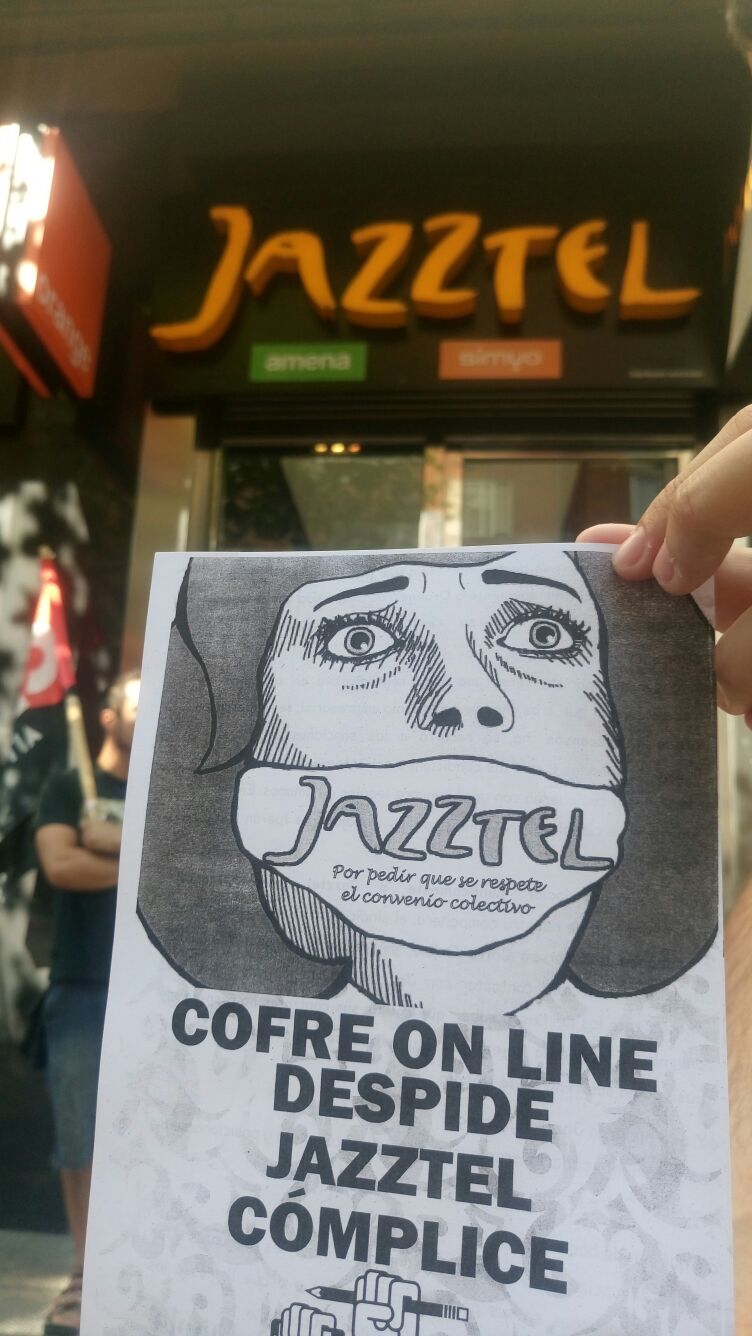 JAZZTEL
amena
simyo
orange
JAZZTEL
Por pedir que se respete
el convenio colectivo
COFRE ON LINE
DESPIDE
JAZZTEL
CÓMPLICE